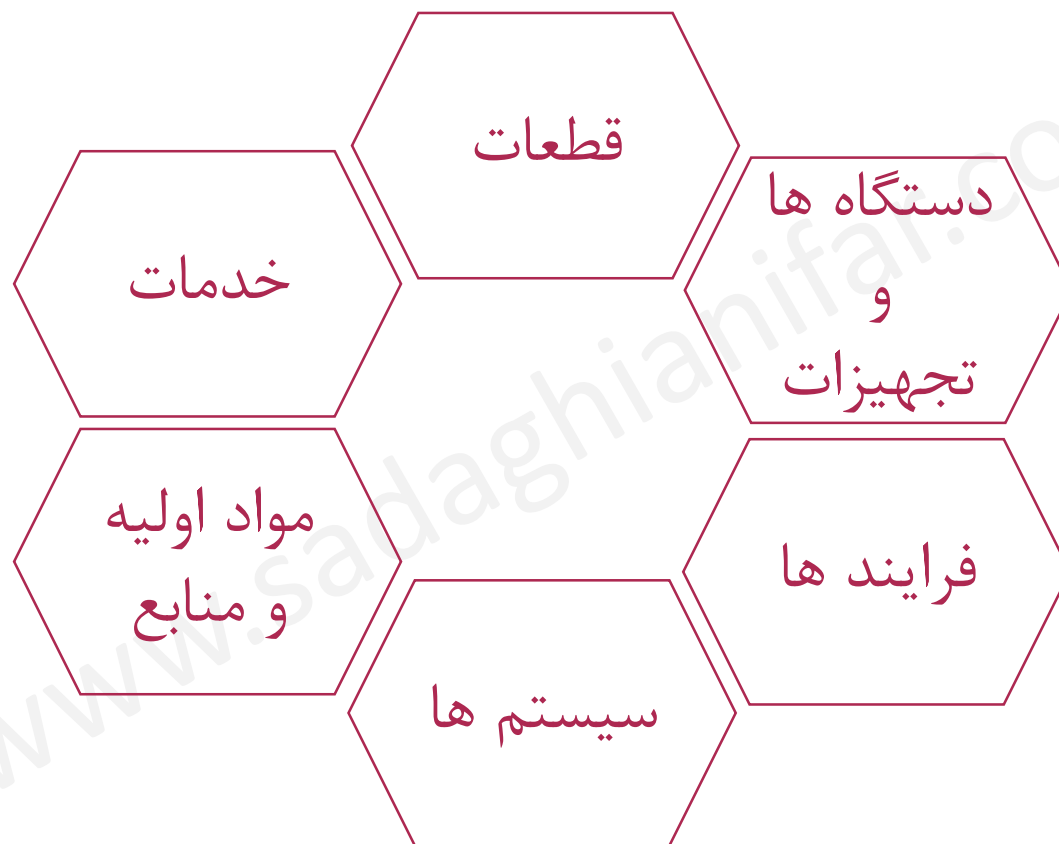 قطعات
دستگاه ها
و
تجهیزات
خدمات
مواد اولیه
و منابع
فرایند ها
سیستم ها
www.sadaghianifar.co